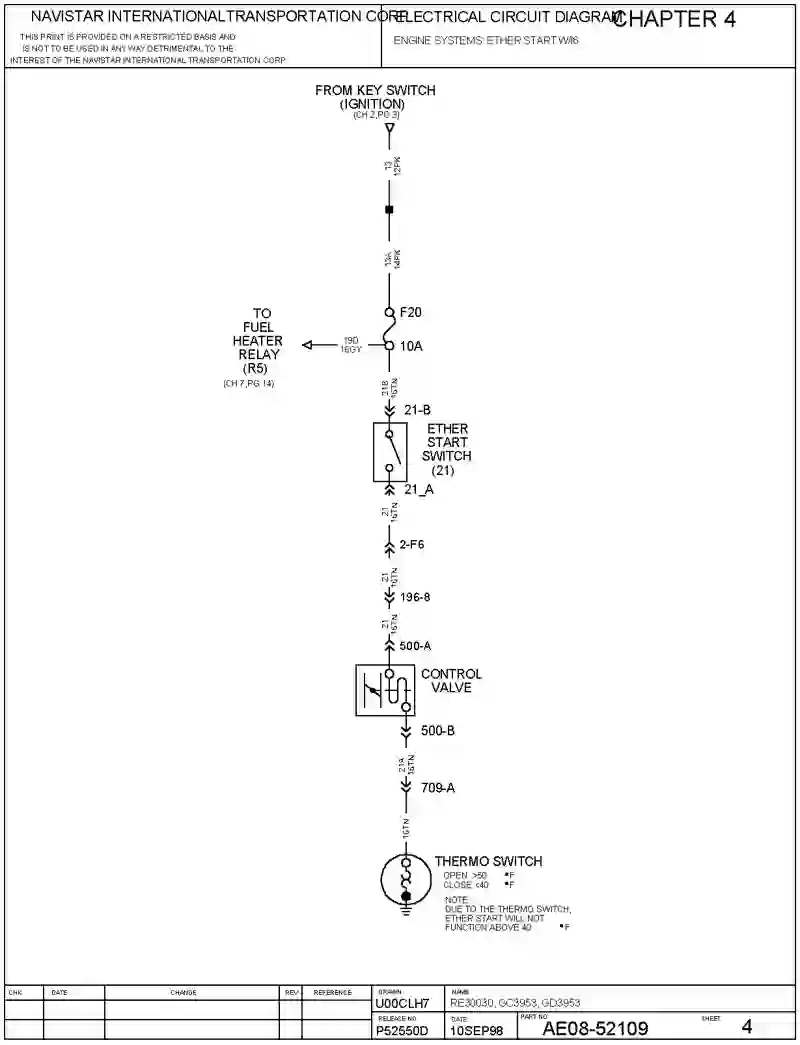 NAVISTAR INTERNATIONAL TRANSPORTATION CORP.
THIS PRINT IS PROVIDED ON A RESTRICTED BASIS AND
IS NOT TO BE USED IN ANY WAY DETRIMENTAL TO THE
INTEREST OF THE NAVISTAR INTERNATIONAL TRANSPORTATION CORP.
ELECTRICAL CIRCUIT DIAGRAM
CHAPTER 4
ENGINE SYSTEMS: ETHER START W/I6
FROM KEY SWITCH
(IGNITION)
(CH 2,PG 3)
13
12PK
13A
14PK
F20
10A
TO
FUEL
HEATER
RELAY
(R5)
(CH 7,PG 14)
19D
16GY
21B
16TN
21-B
ETHER
START
SWITCH
(21)
21_A
21
16TN
2-F6
21
16TN
196-8
21
16TN
500-A
CONTROL
VALVE
500-B
21A
16TN
709-A
16TN
THERMO SWITCH
OPEN >50 °F
CLOSE <40 °F
NOTE
DUE TO THE THERMO SWITCH,
ETHER START WILL NOT
FUNCTION ABOVE 40 °F
CHK
DATE
CHANGE
REV
REFERENCE
DRAWN
U00CLH7
NAME
RE30030, GC3953, GD3953
RELEASE NO
P52550D
DATE
10SEP98
PART NO
AE08-52109
SHEET
4